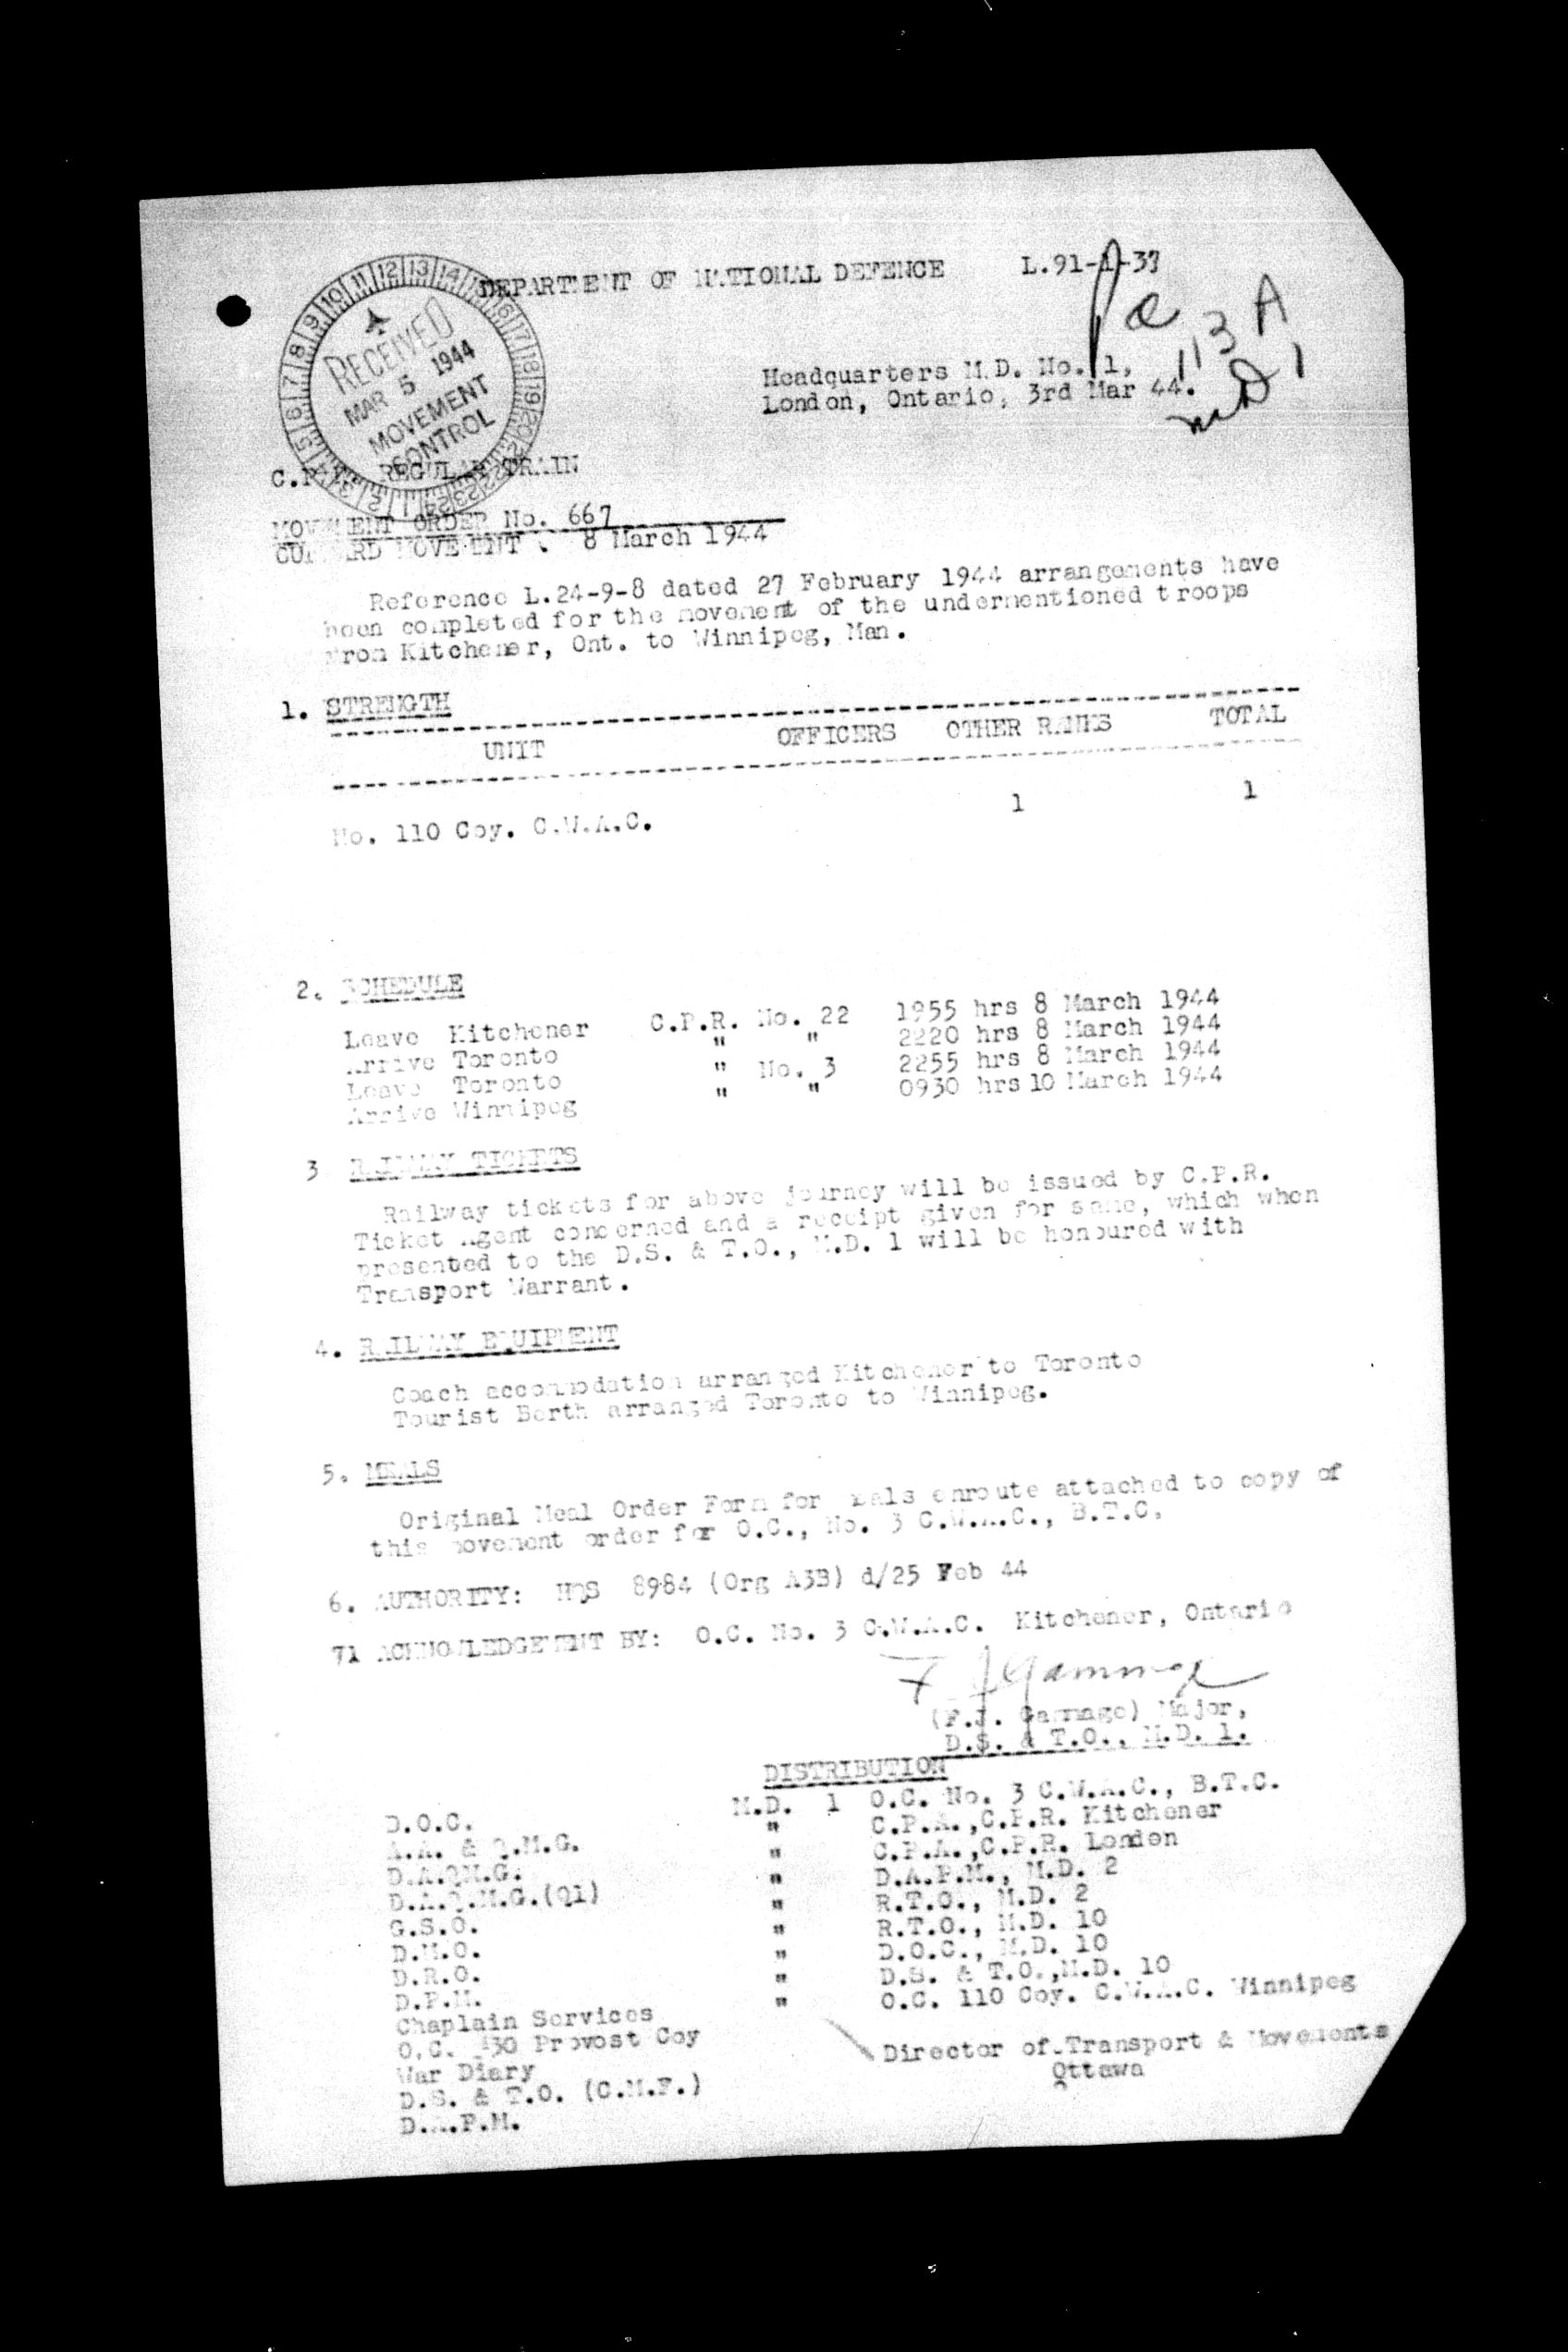 DEPARTMENT OF NATIONAL DEFENCE L.91-1-37
RECEIVED
MAR 5 1944
MOVEMENT
CONTROL
113 A
MD 1
Headquarters M.D. No. 1,
London, Ontario, 3rd Mar 44.
REGULAR TRAIN
MOVEMENT ORDER No. 667
MOVEMENT 8 March 1944
Reference L.24-9-8 dated 27 February 1944 arrangements have
been completed for the movement of the undermentioned troops
from Kitchener, Ont. to Winnipeg, Man.
1. STRENGTH
UNIT OFFICERS OTHER RANKS TOTAL
No. 110 Coy. C.W.A.C. 1 1
2. SCHEDULE
Leave Kitchener C.P.R. No. 22 1955 hrs 8 March 1944
Arrive Toronto " " 2220 hrs 8 March 1944
Leave Toronto " No. 3 2255 hrs 8 March 1944
Arrive Winnipeg " " 0930 hrs 10 March 1944
3 RAILWAY TICKETS
Railway tickets for above journey will be issued by C.P.R.
Ticket Agent concerned and a receipt given for same, which when
presented to the D.S. & T.O., M.D. 1 will be honoured with
Transport Warrant.
4. RAILWAY EQUIPMENT
Coach accommodation arranged Kitchener to Toronto
Tourist Berth arranged Toronto to Winnipeg.
5. MEALS
Original Meal Order Form for meals enroute attached to copy of
this movement order for O.C., No. 3 C.W.A.C., B.T.C.
6. AUTHORITY: HQS 8984 (Org A3B) d/25 Feb 44
71 ACKNOWLEDGEMENT BY: O.C. No. 3 C.W.A.C. Kitchener, Ontario
F J Gammage
(F.J. Gammage) Major,
D.S. & T.O., M.D. 1.
DISTRIBUTION
D.O.C. M.D. 1 O.C. No. 3 C.W.A.C., B.T.C.
A.A. & Q.M.G. " C.P.A.,C.P.R. Kitchener
D.A.QM.G. " C.P.A.,C.P.R. London
D.A.Q.M.G.(Q1) " D.A.P.M., M.D. 2
G.S.O. " R.T.O., M.D. 2
D.M.O. " R.T.O., M.D. 10
D.R.O. " D.O.C., M.D. 10
D.P.M. " D.S. & T.O.,M.D. 10
Chaplain Services " O.C. 110 Coy. C.W.A.C. Winnipeg
O.C. Provost Coy
War Diary Director of Transport & Movements
D.S. & T.O. (C.M.F.) Ottawa
D.A.P.M.